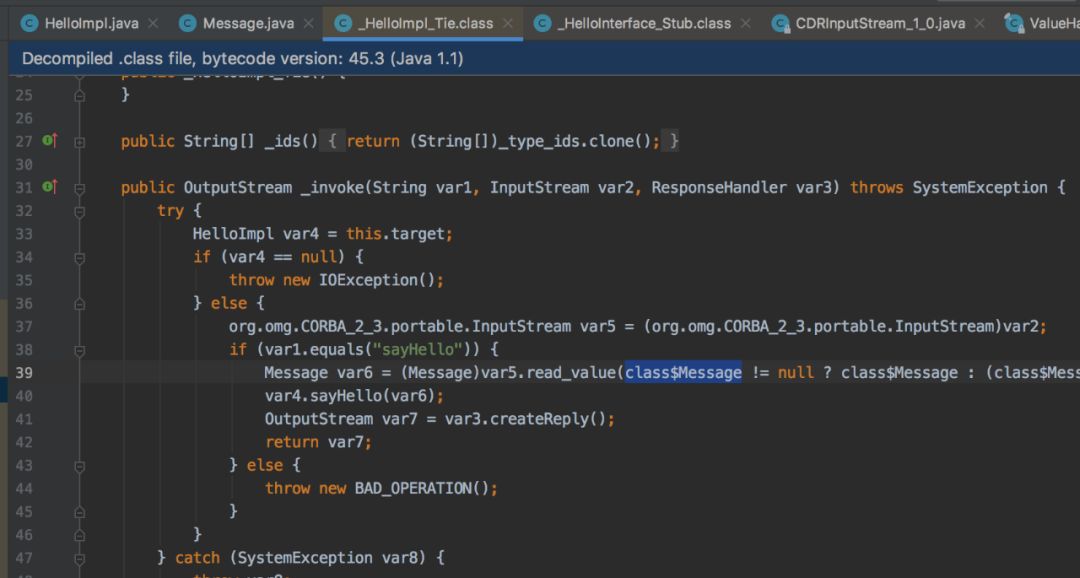 HelloImpl.java
Message.java
_HelloImpl_Tie.class
_HelloInterface_Stub.class
CDRInputStream_1_0.java
ValueHa
Decompiled .class file, bytecode version: 45.3 (Java 1.1)
25 }
26
27 public String[] _ids() { return (String[])_type_ids.clone(); }
30
31 public OutputStream _invoke(String var1, InputStream var2, ResponseHandler var3) throws SystemException {
32 try {
33 HelloImpl var4 = this.target;
34 if (var4 == null) {
35 throw new IOException();
36 } else {
37 org.omg.CORBA_2_3.portable.InputStream var5 = (org.omg.CORBA_2_3.portable.InputStream)var2;
38 if (var1.equals("sayHello")) {
39 Message var6 = (Message)var5.read_value(class$Message != null ? class$Message : (class$Mess
40 var4.sayHello(var6);
41 OutputStream var7 = var3.createReply();
42 return var7;
43 } else {
44 throw new BAD_OPERATION();
45 }
46 }
47 } catch (SystemException var8) {